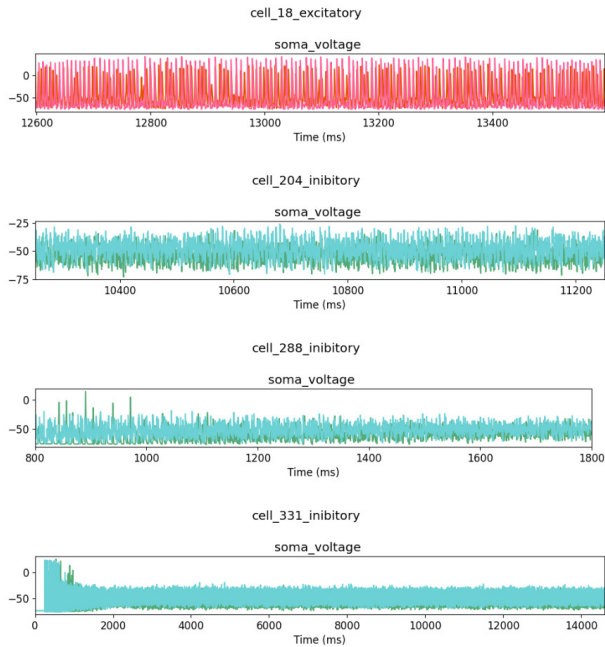 cell_18_excitatory
soma_voltage
0
−50
12600 12800 13000 13200 13400
Time (ms)
cell_204_inibitory
soma_voltage
−25
−50
−75
10400 10600 10800 11000 11200
Time (ms)
cell_288_inibitory
soma_voltage
0
−50
800 1000 1200 1400 1600 1800
Time (ms)
cell_331_inibitory
soma_voltage
0
−50
0 2000 4000 6000 8000 10000 12000 14000
Time (ms)